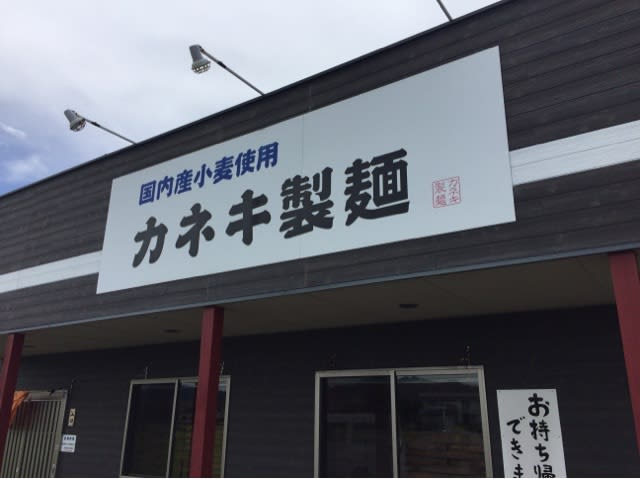 国内産小麦使用
カネキ製麺
カネキ
製麺
お持ち帰
できま